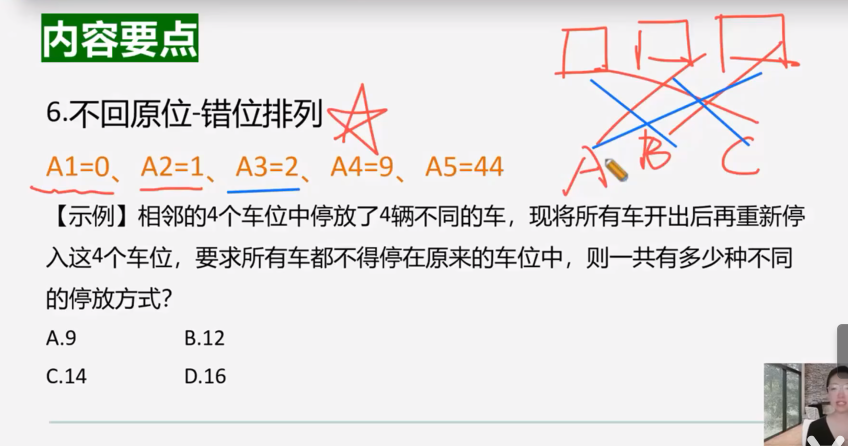 内容要点
6.不回原位-错位排列
A1=0、A2=1、A3=2、A4=9、A5=44
A B C
【示例】相邻的4个车位中停放了4辆不同的车，现将所有车开出后再重新停
入这4个车位，要求所有车都不得停在原来的车位中，则一共有多少种不同
的停放方式？
A.9 B.12
C.14 D.16